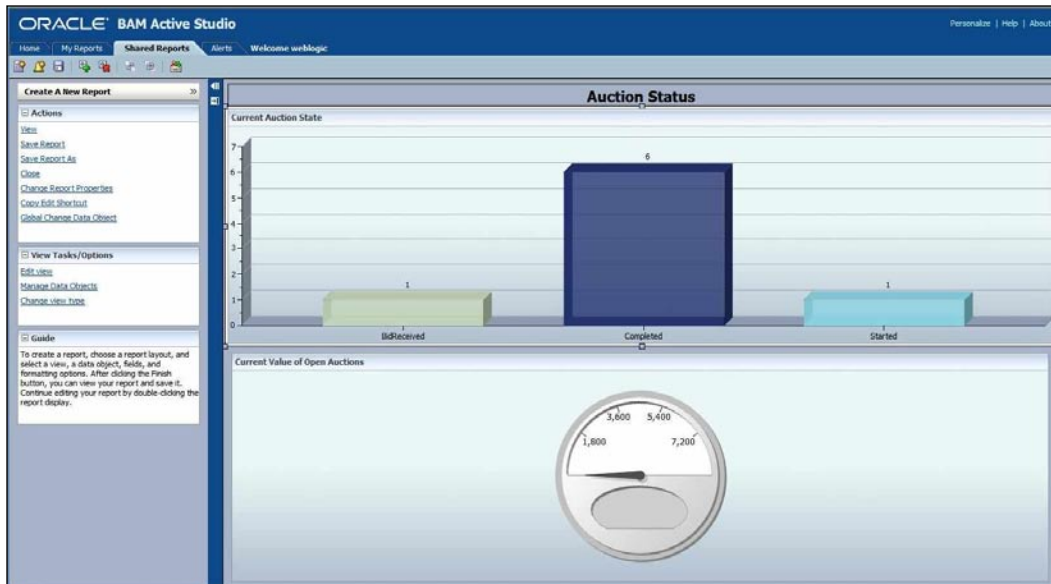 ORACLE BAM Active Studio
Personalize | Help | About
Home My Reports Shared Reports Alerts Welcome weblogic
Create A New Report »
Actions
View
Save Report
Save Report As
Close
Change Report Properties
Copy Edit Shortcut
Global Change Data Object
View Tasks/Options
Edit view
Manage Data Objects
Change view type
Guide
To create a report, choose a report layout, and
select a view, a data object, fields, and
formatting options. After clicking the Finish
button, you can view your report and save it.
Continue editing your report by double-clicking the
report display.
Auction Status
Current Auction State
7
6
5
4
3
2
1
0
1
6
1
BidReceived Completed Started
Current Value of Open Auctions
3,600 5,400
1,800 7,200